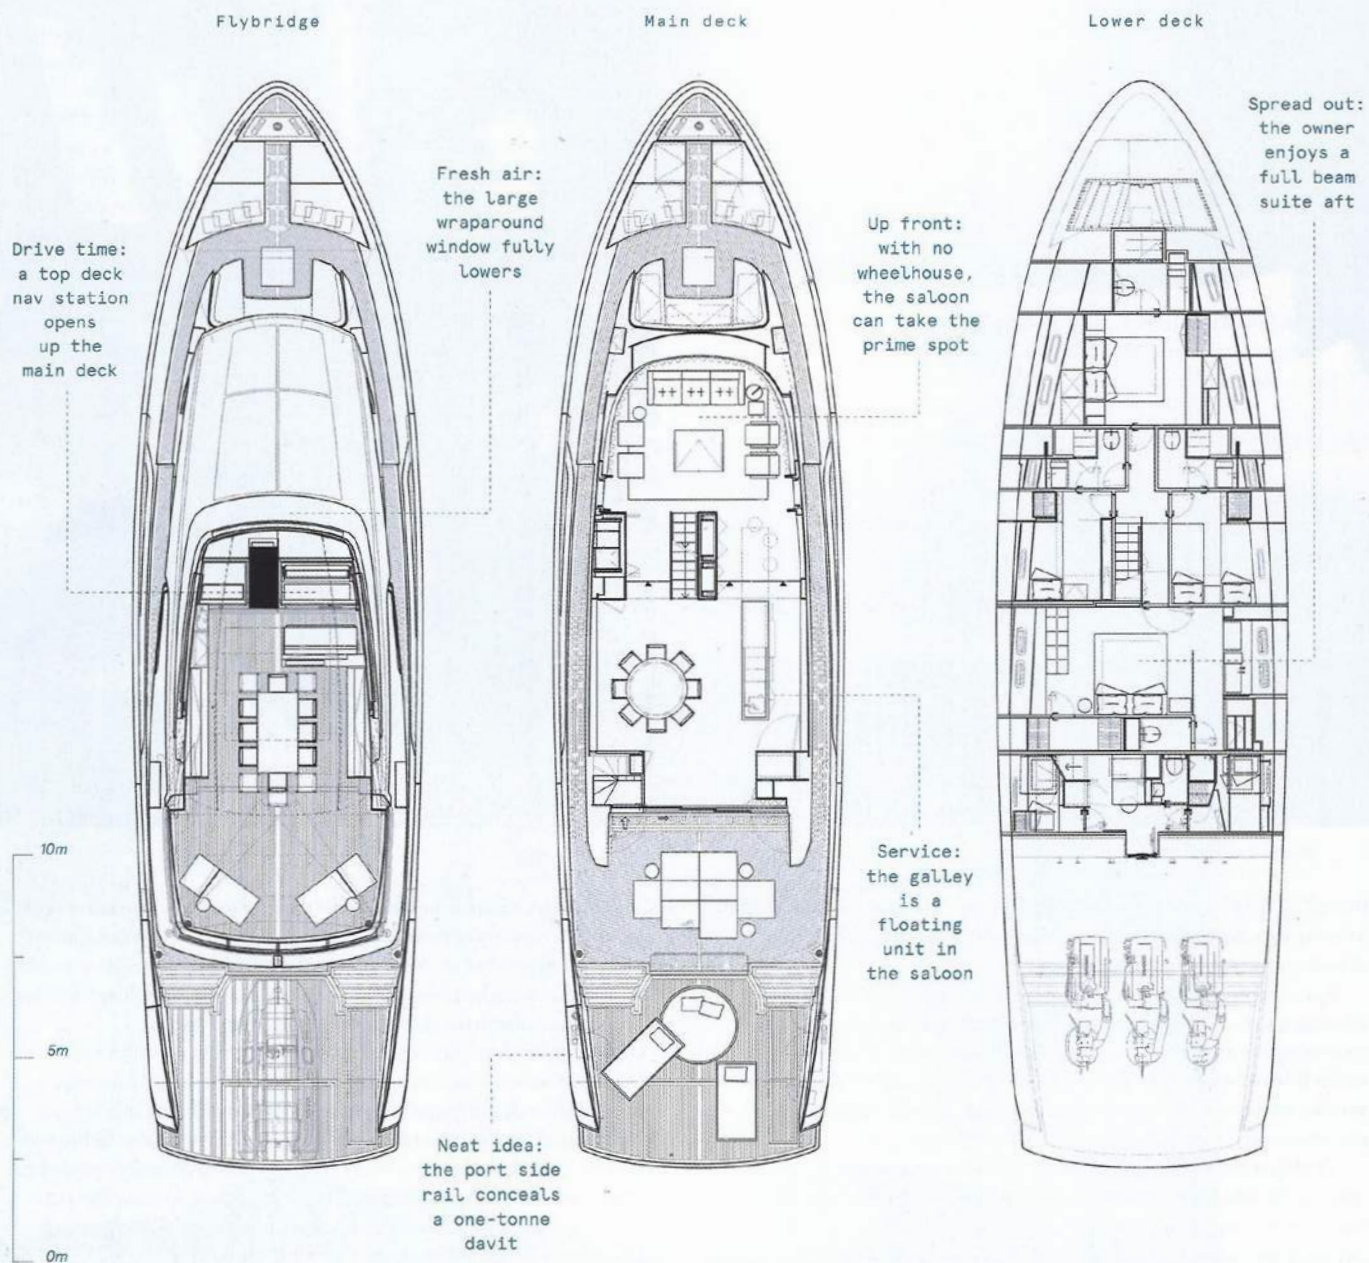 Flybridge
Main deck
Lower deck
Spread out:
the owner
enjoys a
full beam
suite aft
Fresh air:
the large
wraparound
window fully
lowers
Up front:
with no
wheelhouse,
the saloon
can take the
prime spot
Drive time:
a top deck
nav station
opens
up the
main deck
10m
Service:
the galley
is a
floating
unit in
the saloon
5m
Neat idea:
the port side
rail conceals
a one-tonne
davit
0m